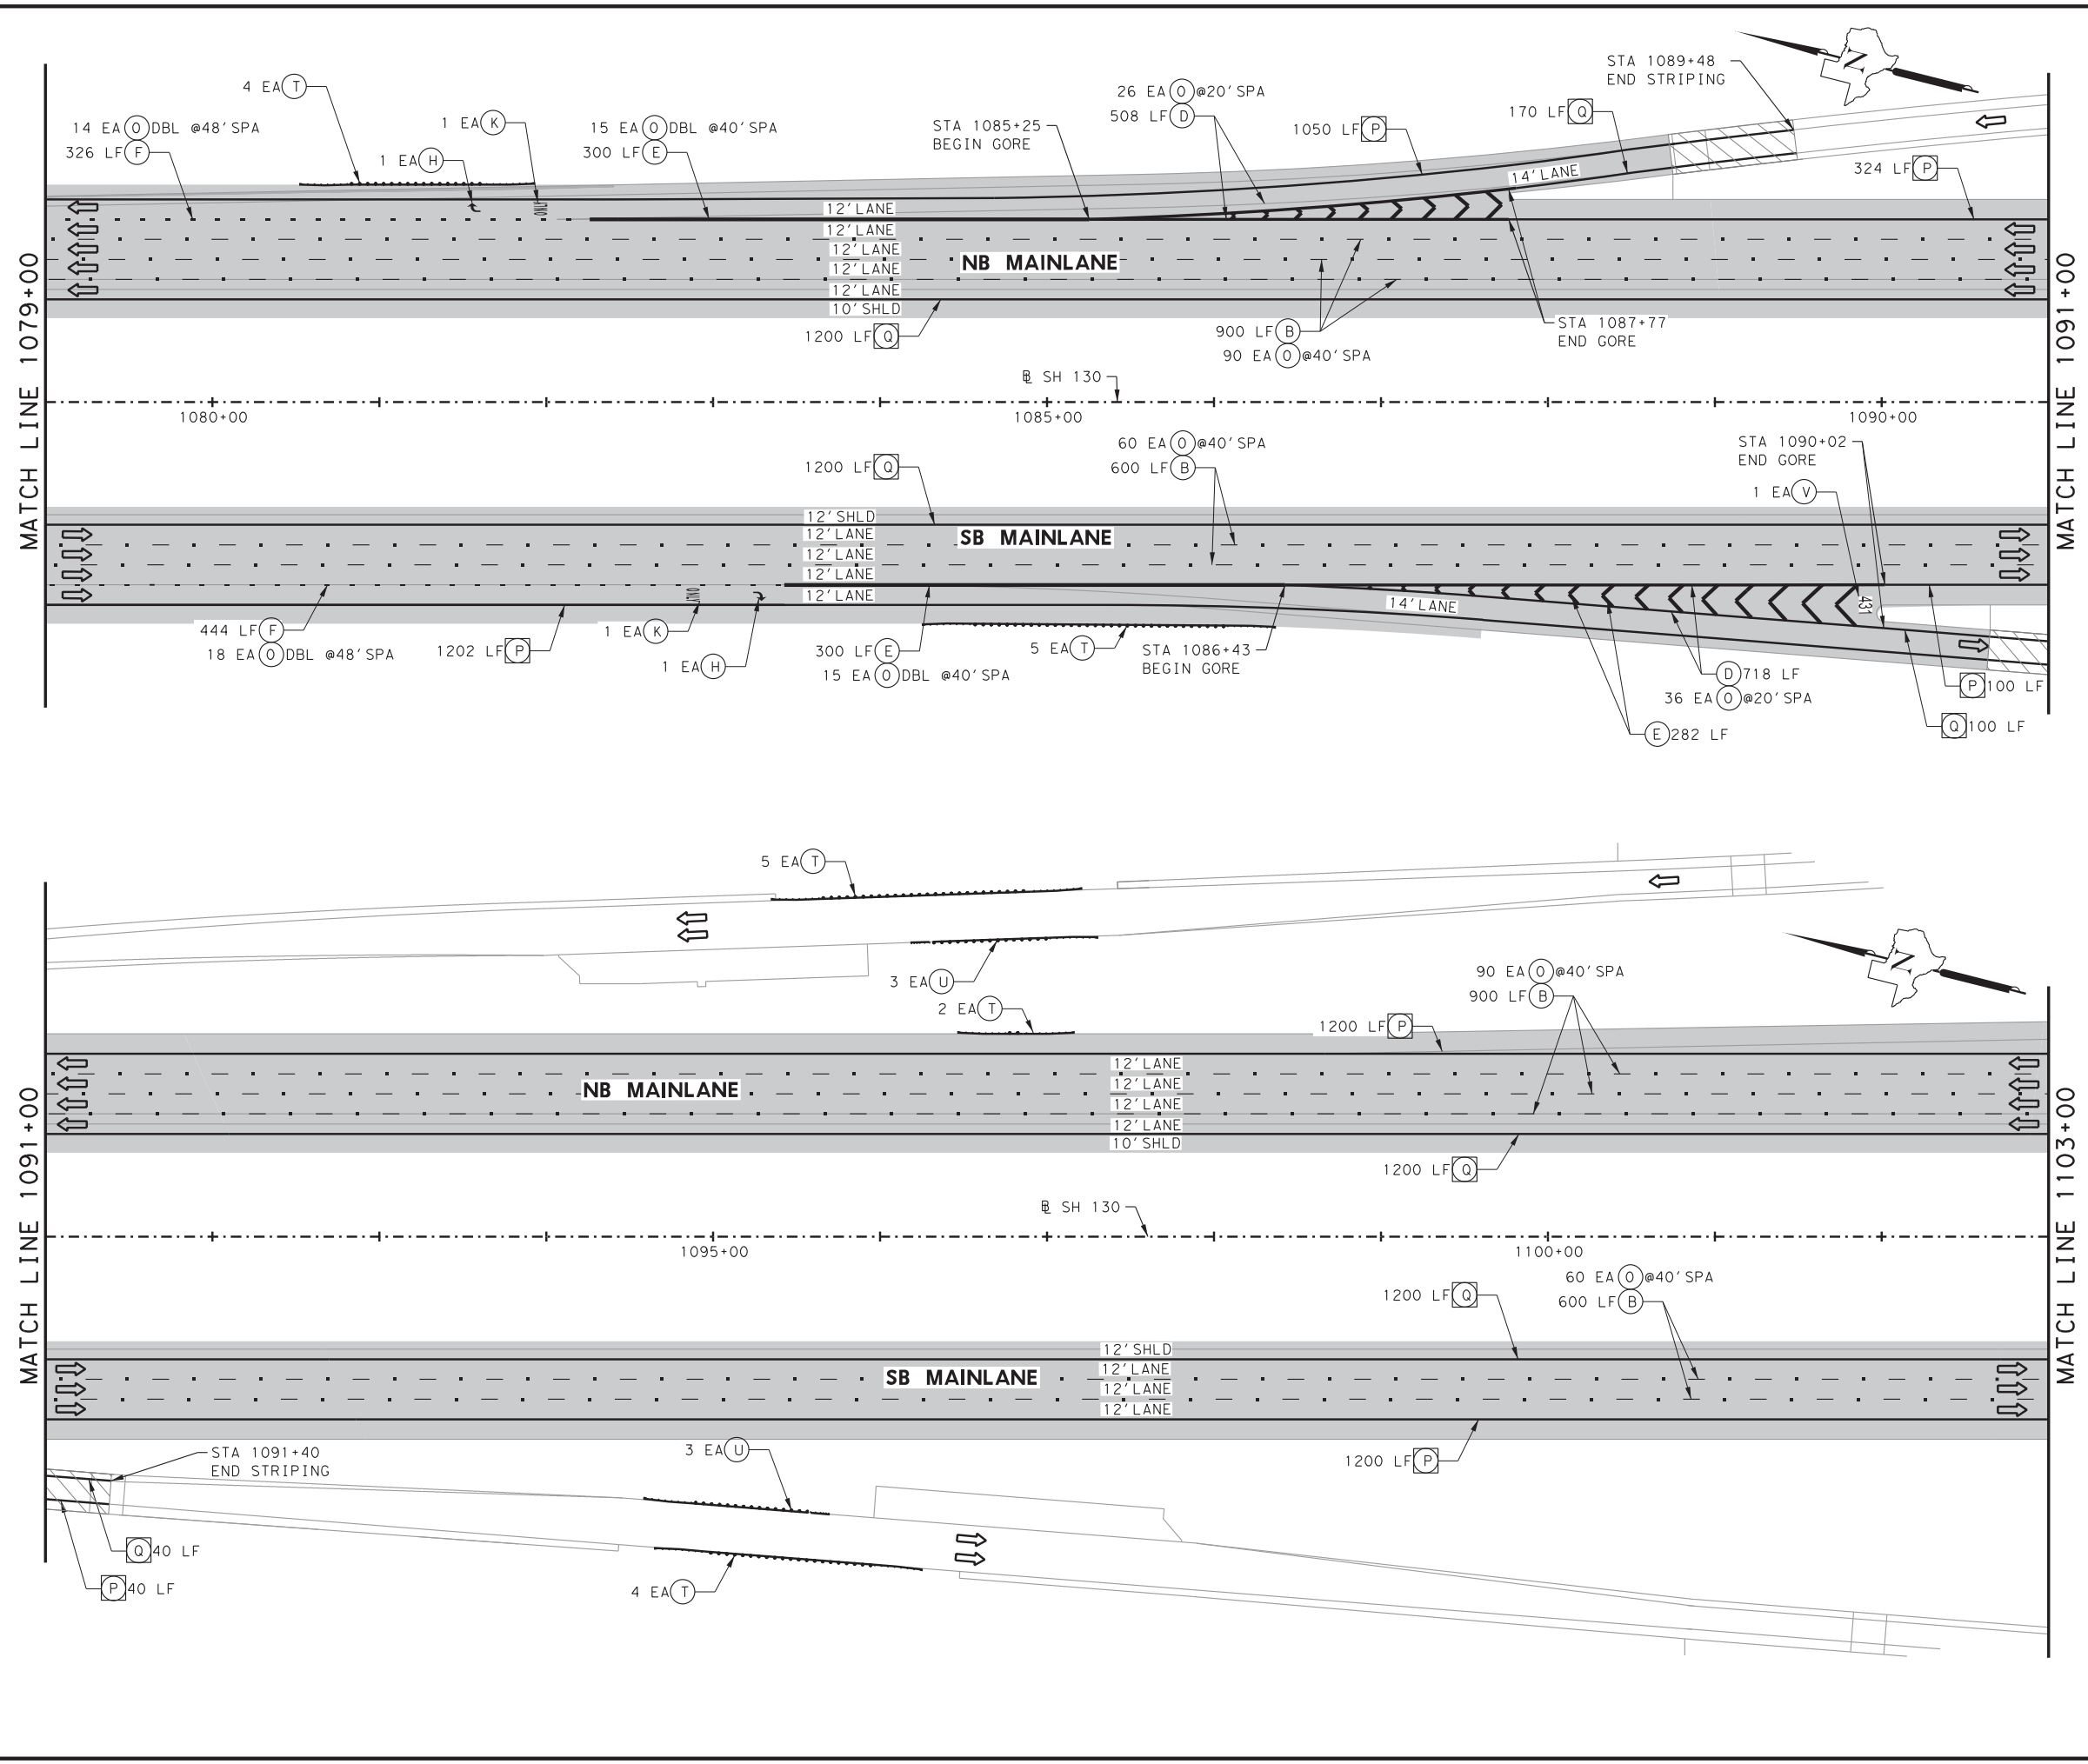 4 EA T
14 EA O DBL @48'SPA
326 LF F
1 EA H
1 EA K
15 EA O DBL @40'SPA
300 LF E
STA 1085+25
BEGIN GORE
26 EA O @20'SPA
508 LF D
1050 LF P
170 LF Q
STA 1089+48
END STRIPING
N
324 LF P
14'LANE
ONLY
12'LANE
12'LANE
12'LANE
12'LANE
12'LANE
10'SHLD
NB MAINLANE
1200 LF Q
900 LF B
90 EA O @40'SPA
STA 1087+77
END GORE
MATCH LINE 1079+00
MATCH LINE 1091+00
℄ SH 130
1080+00
1085+00
1090+00
60 EA O @40'SPA
600 LF B
1200 LF Q
STA 1090+02
END GORE
1 EA V
12'SHLD
12'LANE
12'LANE
12'LANE
12'LANE
SB MAINLANE
14'LANE
ONLY
431
444 LF F
18 EA O DBL @48'SPA
1202 LF P
1 EA K
1 EA H
300 LF E
15 EA O DBL @40'SPA
5 EA T
STA 1086+43
BEGIN GORE
D 718 LF
36 EA O @20'SPA
E 282 LF
P 100 LF
Q 100 LF
5 EA T
3 EA U
2 EA T
90 EA O @40'SPA
900 LF B
1200 LF P
N
12'LANE
12'LANE
12'LANE
12'LANE
10'SHLD
NB MAINLANE
1200 LF Q
MATCH LINE 1091+00
MATCH LINE 1103+00
℄ SH 130
1095+00
1100+00
1200 LF Q
60 EA O @40'SPA
600 LF B
12'SHLD
12'LANE
12'LANE
12'LANE
SB MAINLANE
STA 1091+40
END STRIPING
3 EA U
1200 LF P
Q 40 LF
P 40 LF
4 EA T